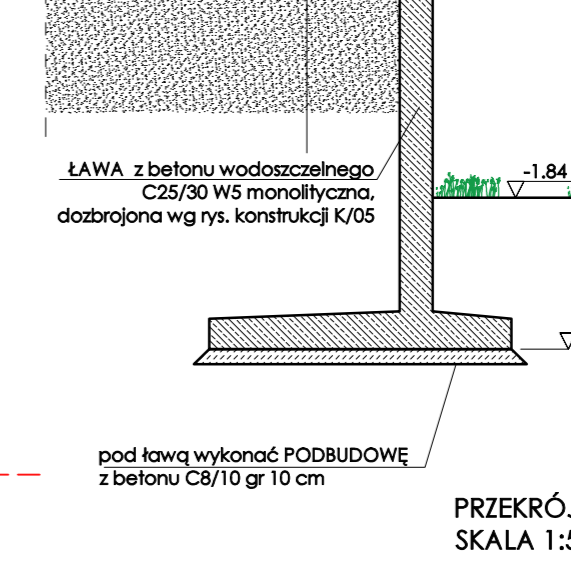 ŁAWA z betonu wodoszczelnego
C25/30 W5 monolityczna,
dozbrojona wg rys. konstrukcji K/05
-1.84
pod ławą wykonać PODBUDOWĘ
z betonu C8/10 gr 10 cm
SKALA